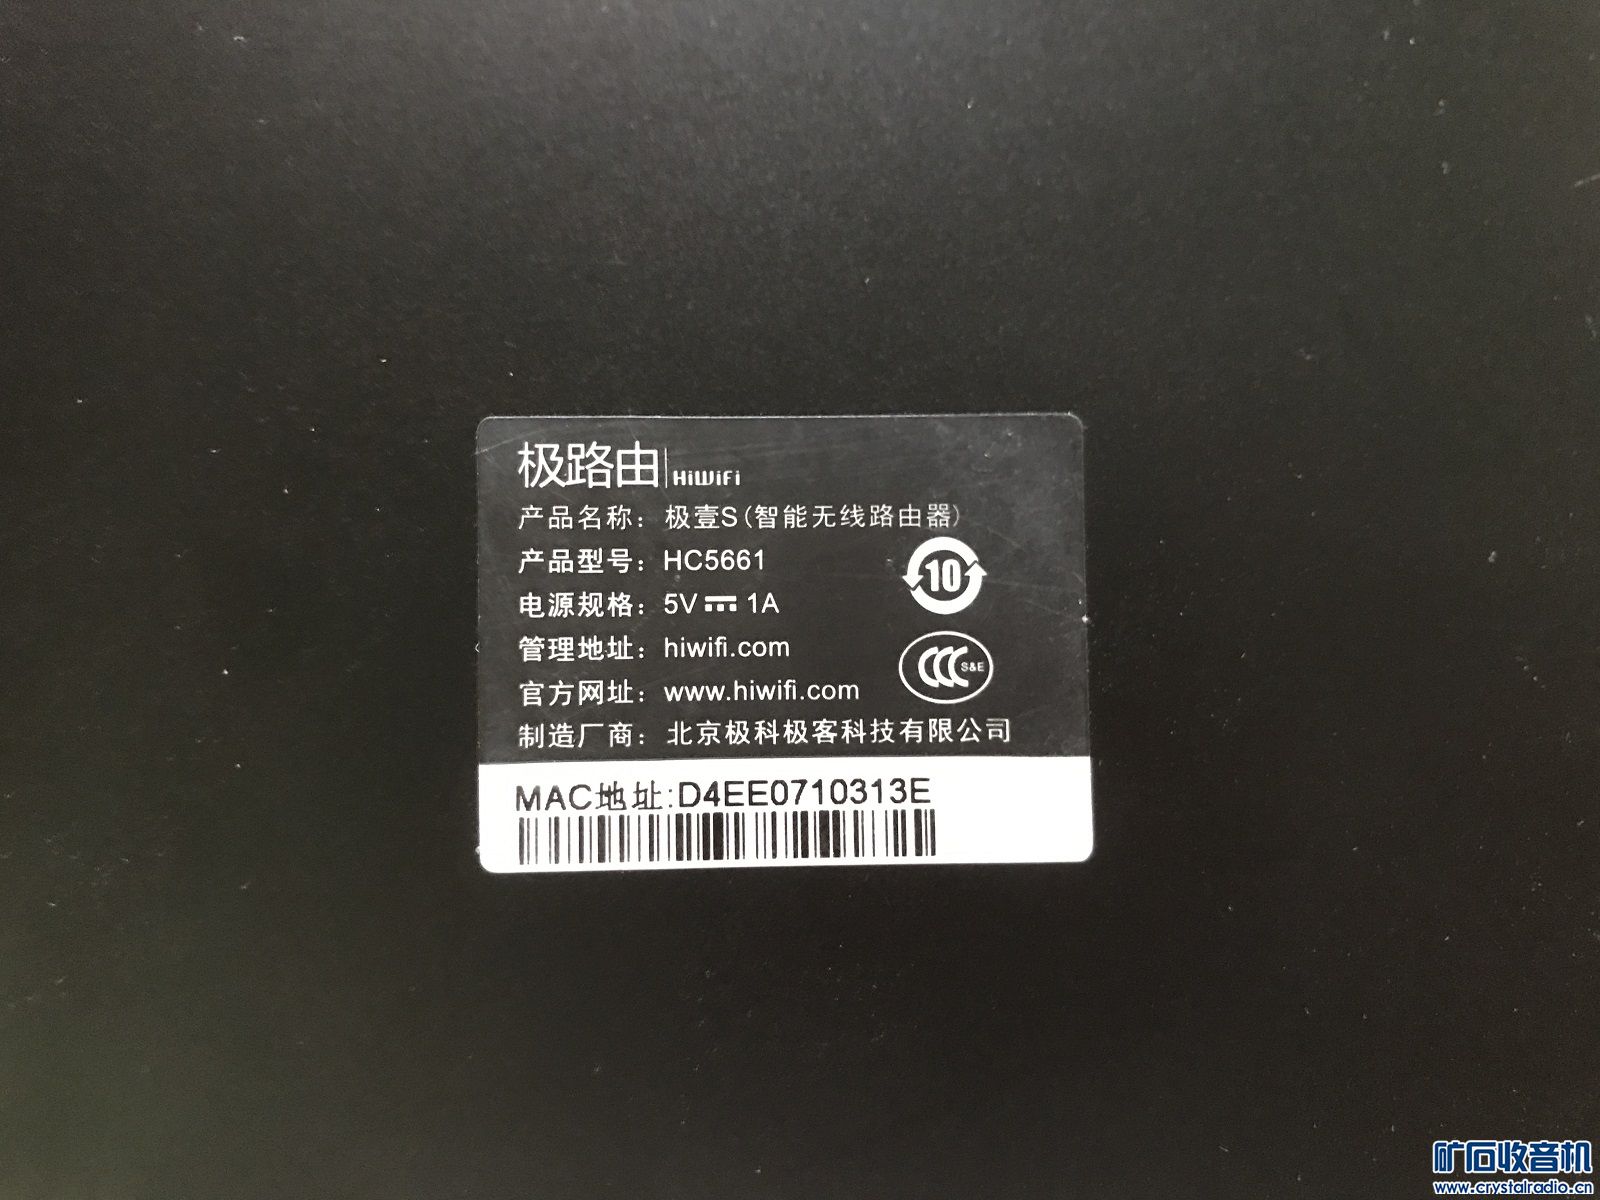 极路由 HiWiFi
产品名称：极壹S(智能无线路由器)
产品型号：HC5661
10
电源规格：5V ⎓ 1A
管理地址：hiwifi.com
CCC S&E
官方网址：www.hiwifi.com
制造厂商：北京极科极客科技有限公司
MAC地址:D4EE0710313E
矿石收音机
www.crystalradio.cn